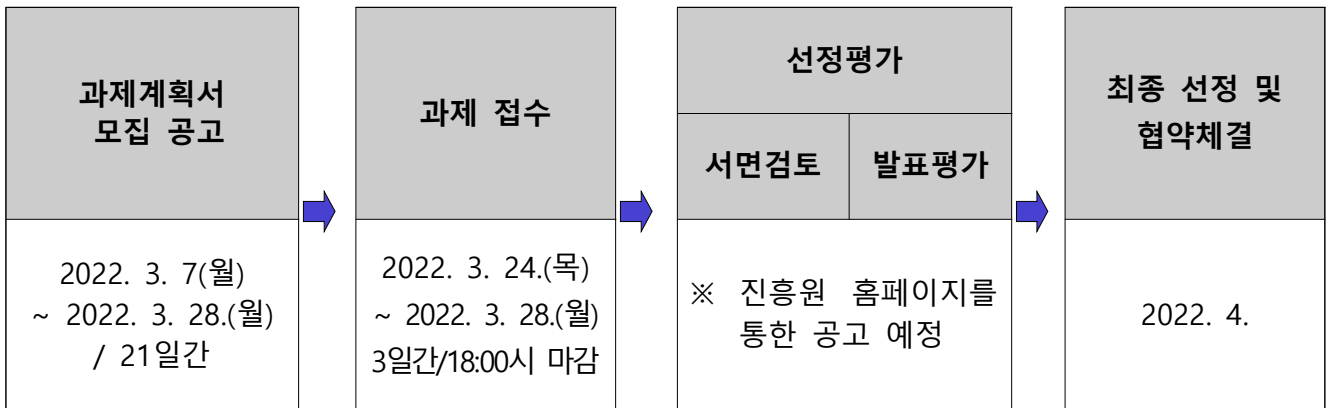 과제계획서
모집 공고
과제 접수
선정평가
서면검토
발표평가
최종 선정 및
협약체결
2022. 3. 7(월)
~ 2022. 3. 28.(월)
/ 21일간
2022. 3. 24.(목)
~ 2022. 3. 28.(월)
3일간/18:00시 마감
※ 진흥원 홈페이지를
통한 공고 예정
2022. 4.